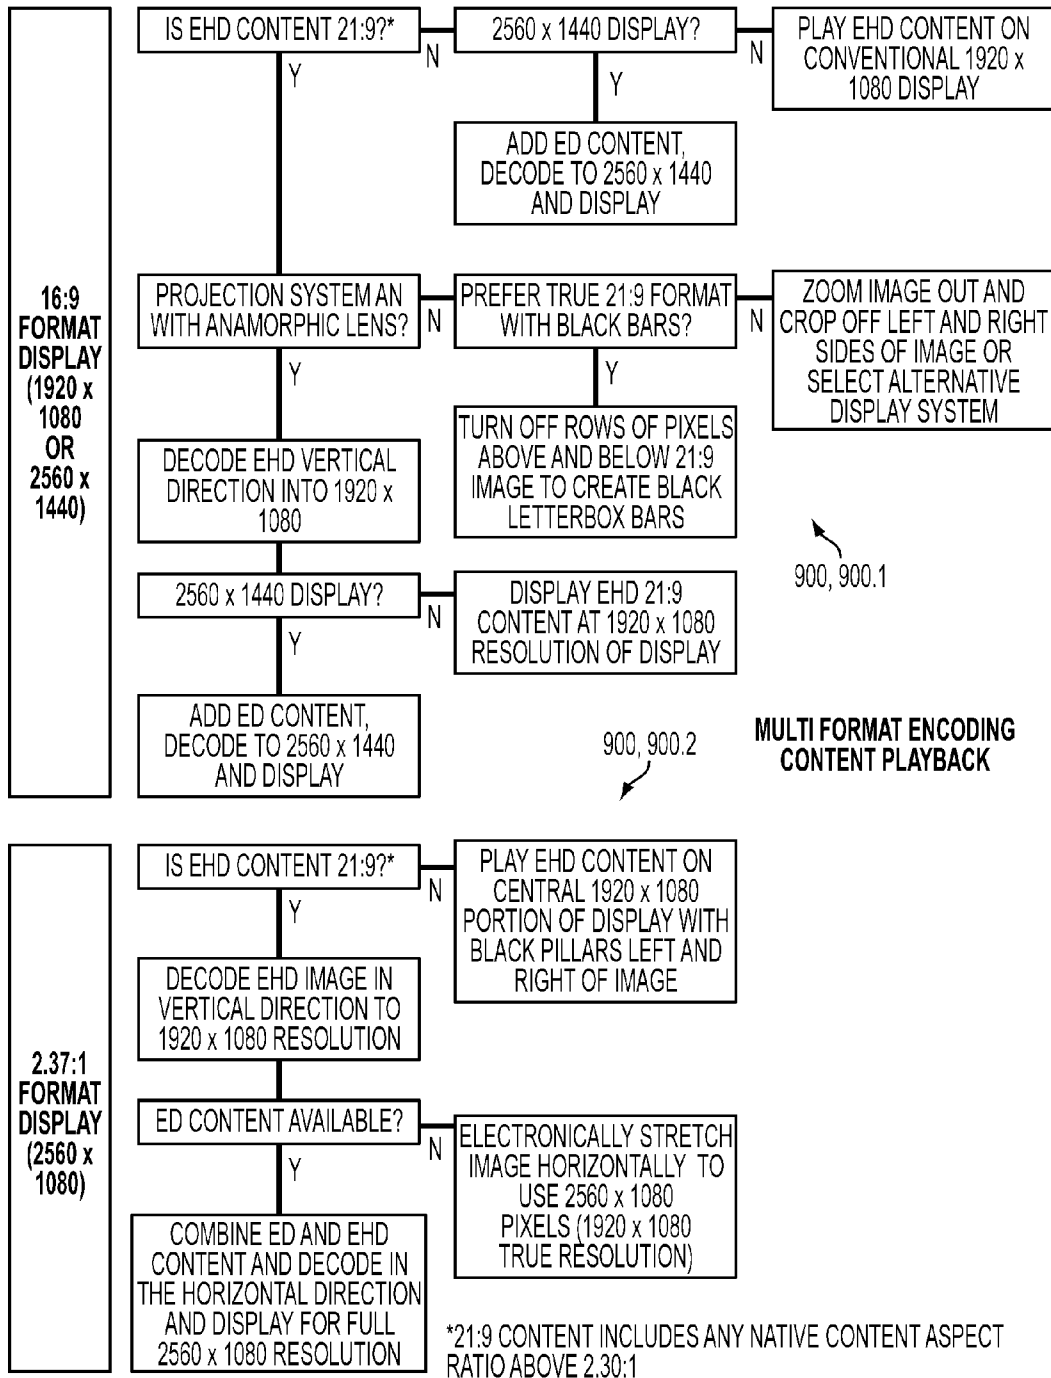 16:9
FORMAT
DISPLAY
(1920 x
1080
OR
2560 x
1440)
IS EHD CONTENT 21:9?*
N
Y
2560 x 1440 DISPLAY?
N
Y
PLAY EHD CONTENT ON
CONVENTIONAL 1920 x
1080 DISPLAY
ADD ED CONTENT,
DECODE TO 2560 x 1440
AND DISPLAY
PROJECTION SYSTEM AN
WITH ANAMORPHIC LENS?
N
Y
PREFER TRUE 21:9 FORMAT
WITH BLACK BARS?
N
Y
ZOOM IMAGE OUT AND
CROP OFF LEFT AND RIGHT
SIDES OF IMAGE OR
SELECT ALTERNATIVE
DISPLAY SYSTEM
DECODE EHD VERTICAL
DIRECTION INTO 1920 x
1080
TURN OFF ROWS OF PIXELS
ABOVE AND BELOW 21:9
IMAGE TO CREATE BLACK
LETTERBOX BARS
900, 900.1
2560 x 1440 DISPLAY?
N
Y
DISPLAY EHD 21:9
CONTENT AT 1920 x 1080
RESOLUTION OF DISPLAY
ADD ED CONTENT,
DECODE TO 2560 x 1440
AND DISPLAY
900, 900.2
MULTI FORMAT ENCODING
CONTENT PLAYBACK
2.37:1
FORMAT
DISPLAY
(2560 x
1080)
IS EHD CONTENT 21:9?*
N
Y
PLAY EHD CONTENT ON
CENTRAL 1920 x 1080
PORTION OF DISPLAY WITH
BLACK PILLARS LEFT AND
RIGHT OF IMAGE
DECODE EHD IMAGE IN
VERTICAL DIRECTION TO
1920 x 1080 RESOLUTION
ED CONTENT AVAILABLE?
N
Y
ELECTRONICALLY STRETCH
IMAGE HORIZONTALLY TO
USE 2560 x 1080
PIXELS (1920 x 1080
TRUE RESOLUTION)
COMBINE ED AND EHD
CONTENT AND DECODE IN
THE HORIZONTAL DIRECTION
AND DISPLAY FOR FULL
2560 x 1080 RESOLUTION
*21:9 CONTENT INCLUDES ANY NATIVE CONTENT ASPECT
RATIO ABOVE 2.30:1